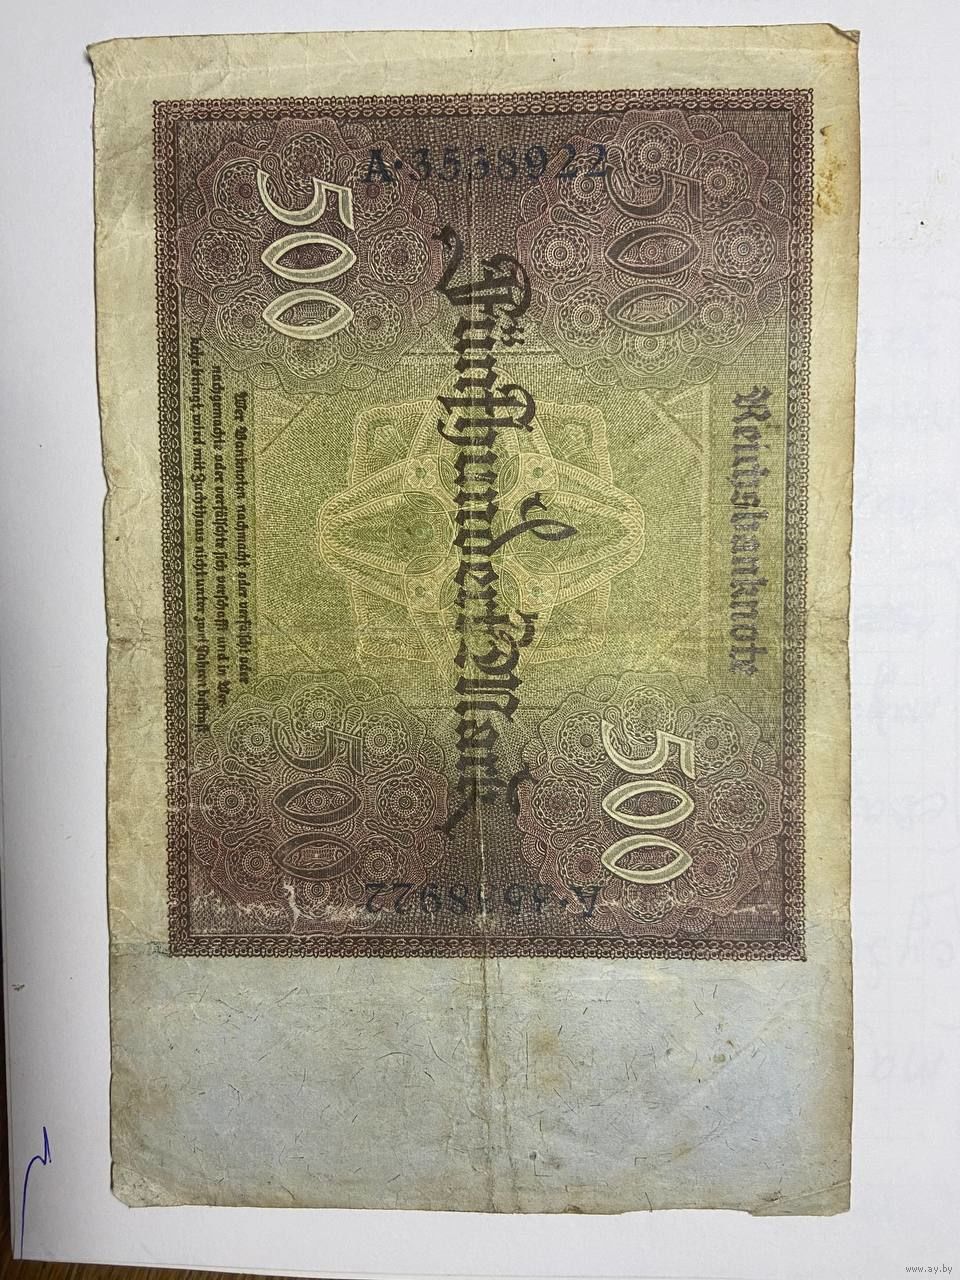 Reichsbanknote
500
500
Fünfhundert Mark
500
500
A·3538922
A·3538922
Wer Banknoten nachmacht oder verfälscht oder
nachgemachte oder verfälschte sich verschafft und in Ver-
kehr bringt, wird mit Zuchthaus nicht unter zwei Jahren bestraft
www.ay.by